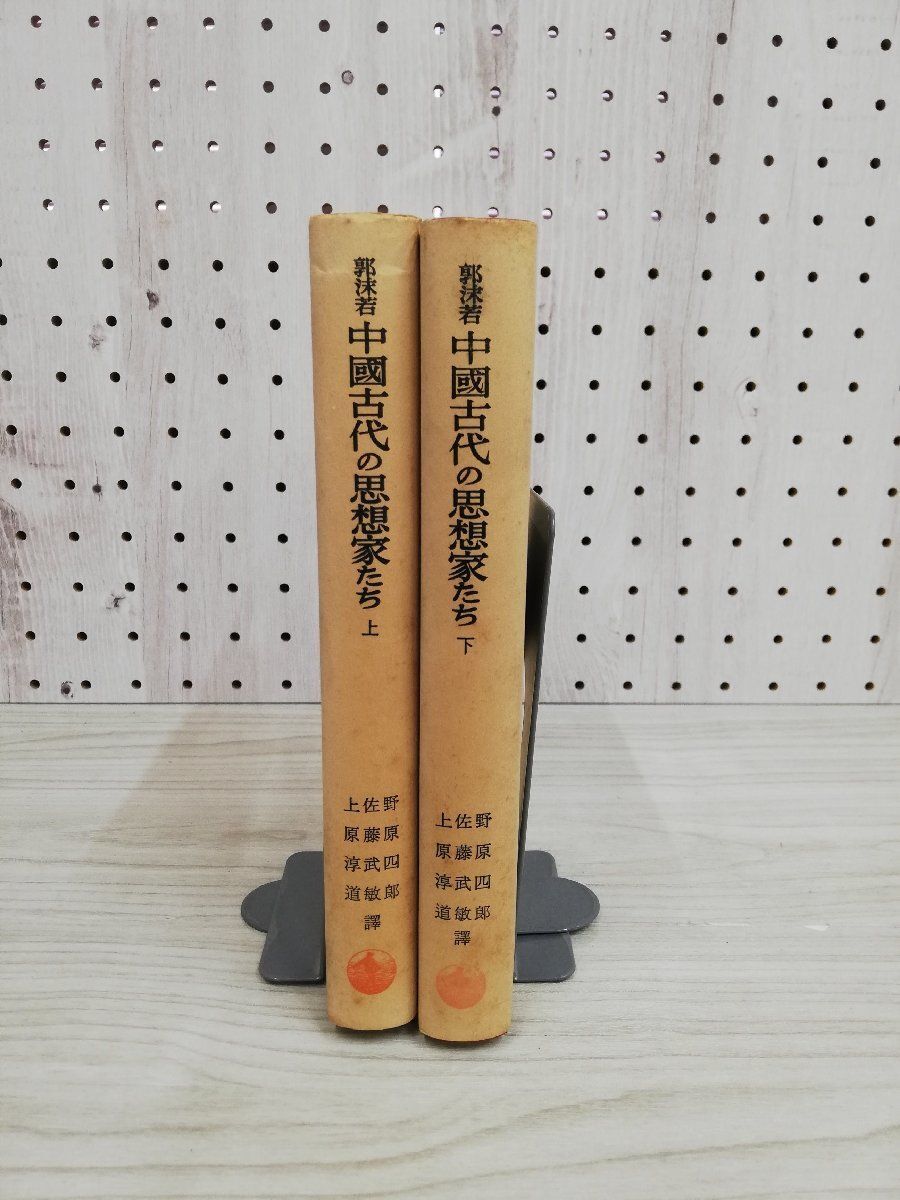 郭沫若 中國古代の思想家たち 上
野原四郎
佐藤武敏
上原淳道
譯
郭沫若 中國古代の思想家たち 下
野原四郎
佐藤武敏
上原淳道
譯